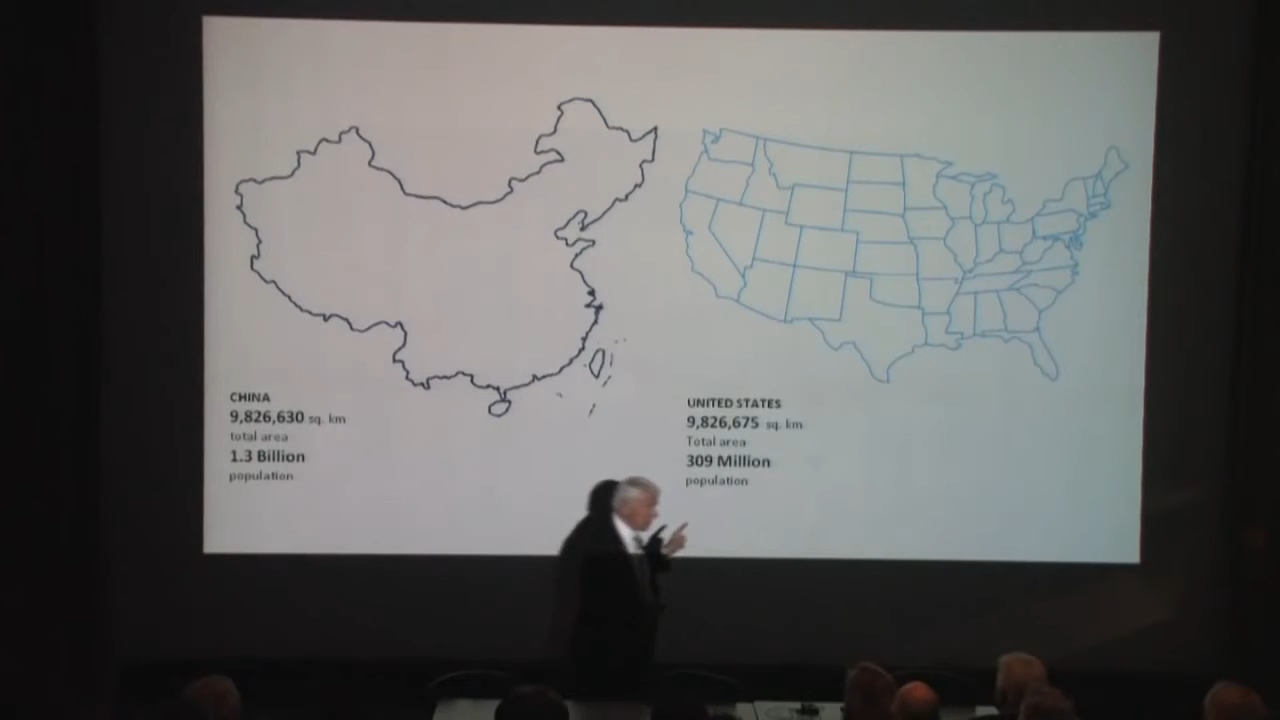 CHINA
9,826,630 sq. km
total area
1.3 Billion
population
UNITED STATES
9,826,675 sq. km
Total area
309 Million
population